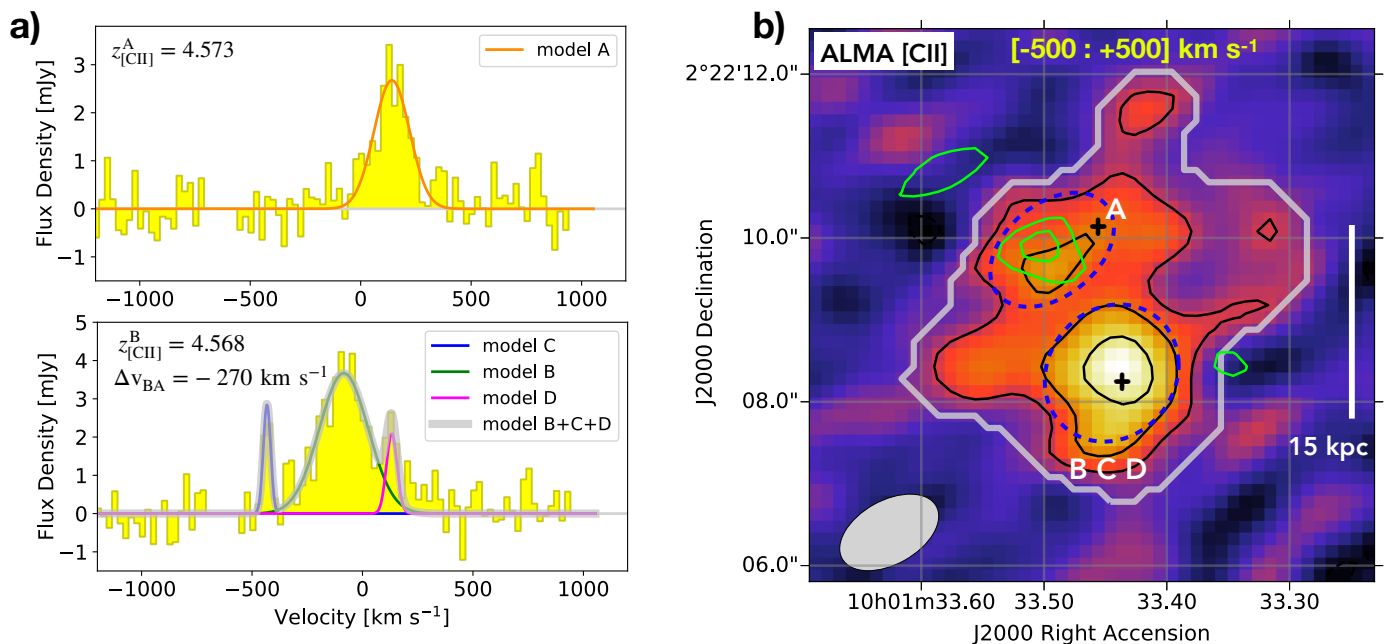 a)
z^A_[CII] = 4.573
model A
Flux Density [mJy]
3
2
1
0
−1
−1000 −500 0 500 1000
z^B_[CII] = 4.568
Δv_BA = − 270 km s⁻¹
model C
model B
model D
model B+C+D
Flux Density [mJy]
5
4
3
2
1
0
−1
−1000 −500 0 500 1000
Velocity [km s⁻¹]
b)
ALMA [CII]
[-500 : +500] km s⁻¹
2°22'12.0"
10.0"
08.0"
06.0"
J2000 Declination
A
B C D
15 kpc
10h01m33.60 33.50 33.40 33.30
J2000 Right Ascension